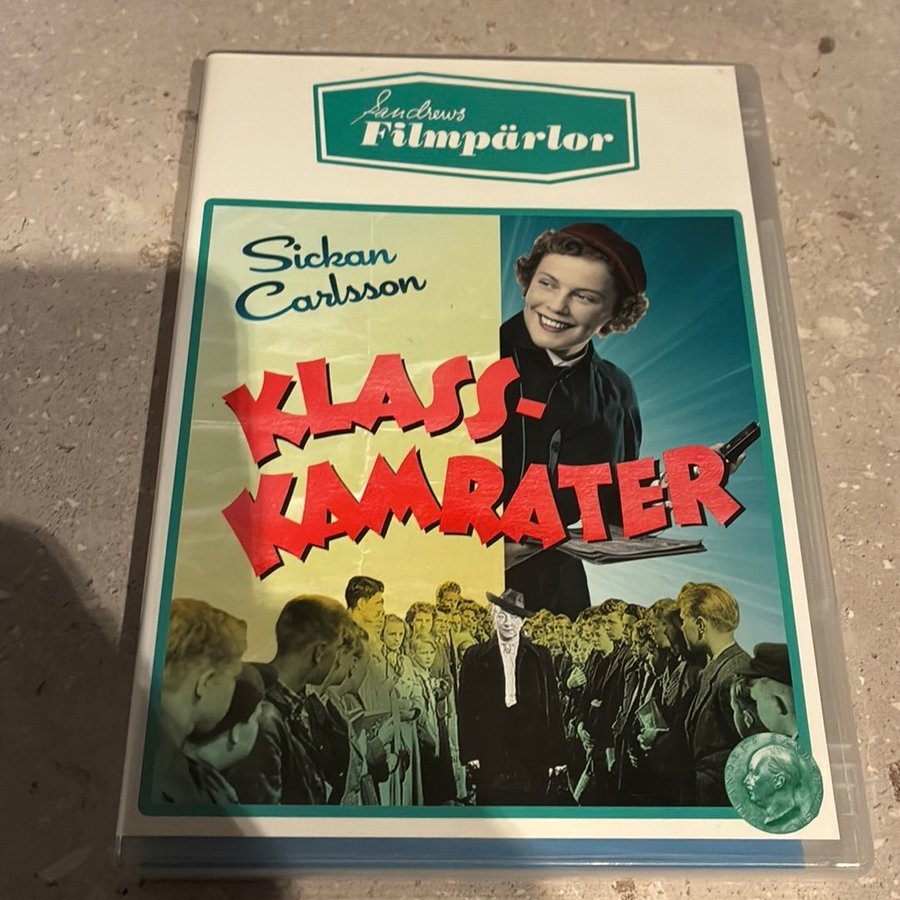 Sandrews
Filmpärlor
Sickan
Carlsson
KLASS-
KAMRATER